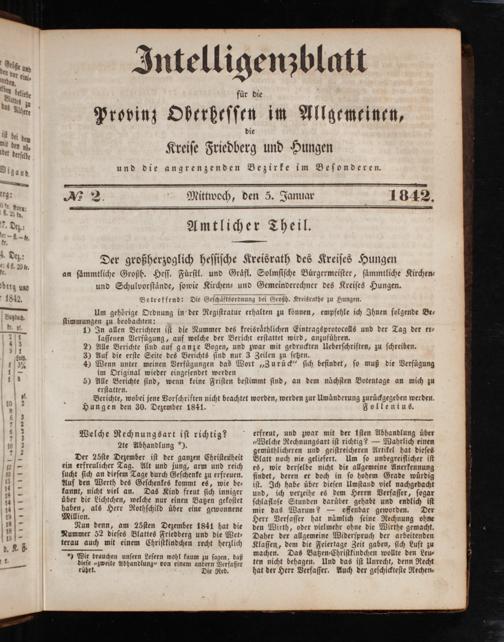 Intelligenzblatt
für die
Provinz Oberhessen im Allgemeinen,
die
Kreise Friedberg und Hungen
und die angrenzenden Bezirke im Besonderen.
№ 2. Mittwoch, den 5. Januar 1842.
Amtlicher Theil.
Der großherzoglich hessische Kreisrath des Kreises Hungen
an sämmtliche Großh. Hess. Fürstl. und Gräfl. Solmsische Bürgermeister, sämmtliche Kirchen-
und Schulvorstände, sowie Kirchen- und Gemeinderechner des Kreises Hungen.
Betreffend: Die Geschäftsordnung bei Großh. Kreisraths zu Hungen.
Um gehörige Ordnung in der Registratur erhalten zu können, empfehle ich Ihnen folgende Be-
stimmungen zu beobachten:
1) In allen Berichten ist die Nummer des kreisräthlichen Eintragsprotocolls und der Tag der er-
lassenen Verfügung, auf welche der Bericht erstattet wird, anzuführen.
2) Alle Berichte sind auf ganze Bogen, und zwar mit gedruckten Ueberschriften, zu schreiben.
3) Auf die erste Seite des Berichts sind nur 3 Zeilen zu setzen.
4) Wenn unter meinen Verfügungen das Wort „Zurück“ sich befindet, so muß die Verfügung
im Original wieder eingeliefert werden
5) Alle Berichte sind, wenn keine Fristen bestimmt sind, an dem nächsten Botentage an mich zu
erstatten.
Berichte, wobei jene Vorschriften nicht beachtet worden, werden zur Umänderung zurückgegeben werden.
Hungen den 30. Dezember 1841. Follenius.
Welche Rechnungsart ist richtig?
2te Abhandlung *).
Der 25ste Dezember ist der ganzen Christenheit
ein erfreulicher Tag. Alt und jung, arm und reich
sucht sich an diesem Tage durch Geschenke zu erfreuen.
Auf den Werth des Geschenkes kommt es, wie be-
kannt, nicht viel an. Das Kind freut sich inniger
über die Lichtchen, welche nur einen Batzen gekostet
haben, als Herr Rothschild über eine gewonnene
Million.
Nun denn, am 25sten Dezember 1841 hat die
Nummer 52 dieses Blattes Friedberg und die Wet-
terau auch mit einem Christkindchen recht herzlich
*) Wir brauchen unsern Lesern wohl kaum zu sagen, daß
diese »zweite Abhandlung« von einem andern Verfasser
rührt. Die Red.
erfreut, und zwar mit der 1sten Abhandlung über
»Welche Rechnungsart ist richtig? — Wahrlich einen
gemüthlicheren und geistreicheren Artikel hat dieses
Blatt noch nie geliefert. Um so unbegreiflicher ist
es, wie derselbe nicht die allgemeine Anerkennung
findet, deren er doch in so hohem Grade würdig
ist. Ich habe über diesen Umstand viel nachgedacht
und, ich verzeihe es dem Herrn Verfasser, sogar
schlaflose Stunden darüber gehabt und endlich ist
mir das Warum? — offenbar geworden. Der
Herr Verfasser hat nämlich seine Rechnung ohne
den Wirth, oder vielmehr ohne die Wirthe gemacht.
Daher der allgemeine Widerspruch der arbeitenden
Klassen, dem Feiertage Zeit gaben, sich Luft zu
machen. Das Batzen-Christkindchen wollte den Leu-
ten nicht behagen. Und das ist Unrecht, denn Recht
hat der Herr Verfasser. Auch der geschickteste Rechen-